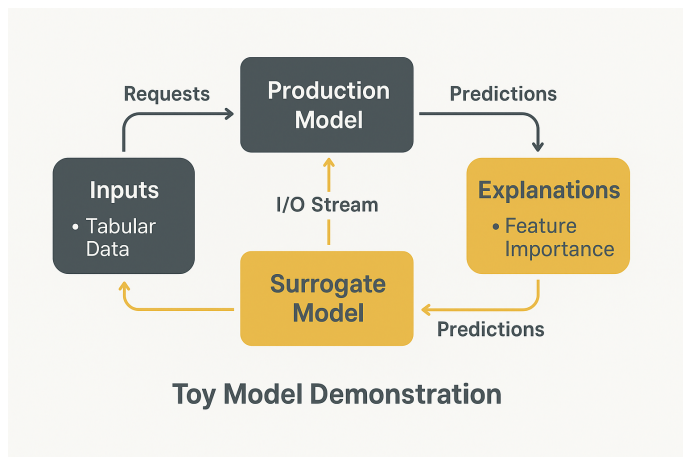 Requests
Production
Model
Predictions
Inputs
• Tabular
Data
I/O Stream
Explanations
• Feature
Importance
Surrogate
Model
Predictions
Toy Model Demonstration